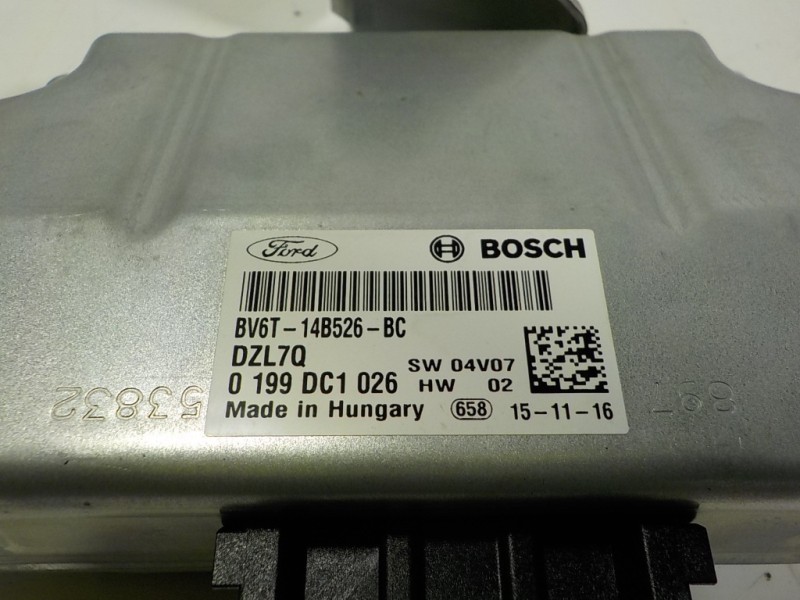 Ford BOSCH
BV6T-14B526-BC
DZL7Q
SW 04V07
0 199 DC1 026
HW 02
Made in Hungary 658 15-11-16
53832